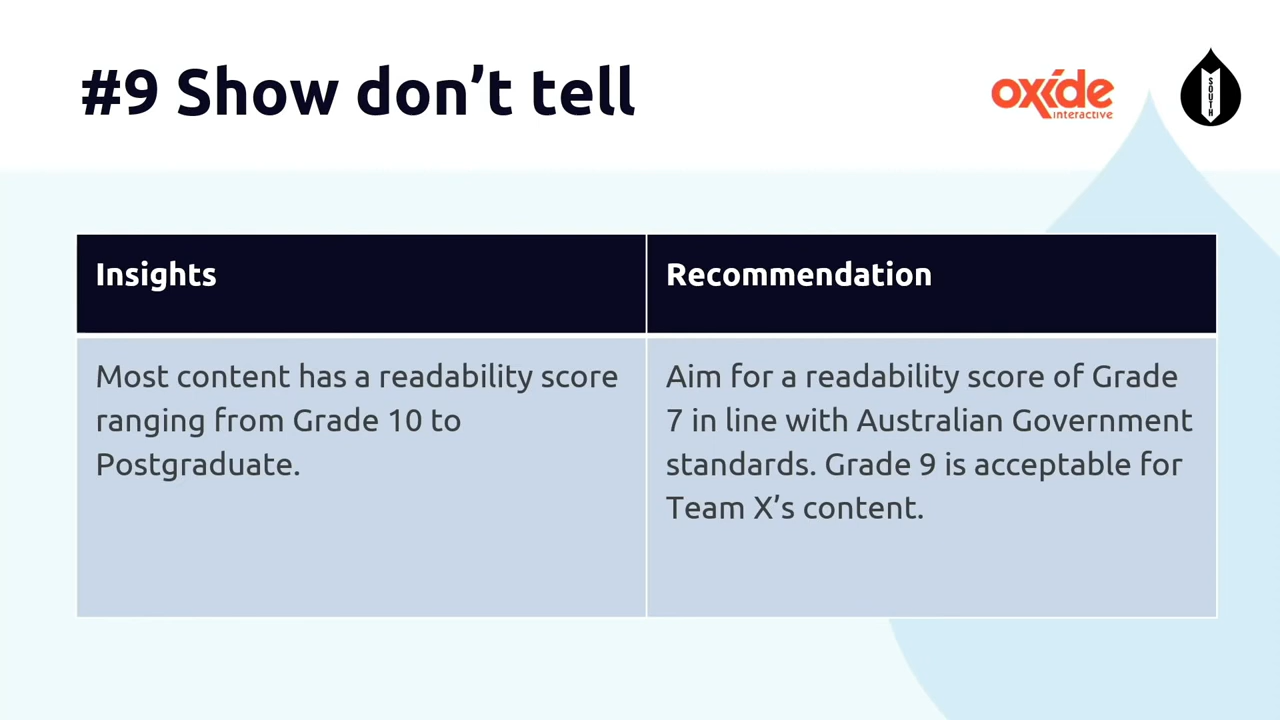 #9 Show don’t tell
oxide
interactive
SOUTH
Insights
Recommendation
Most content has a readability score
ranging from Grade 10 to
Postgraduate.
Aim for a readability score of Grade
7 in line with Australian Government
standards. Grade 9 is acceptable for
Team X’s content.